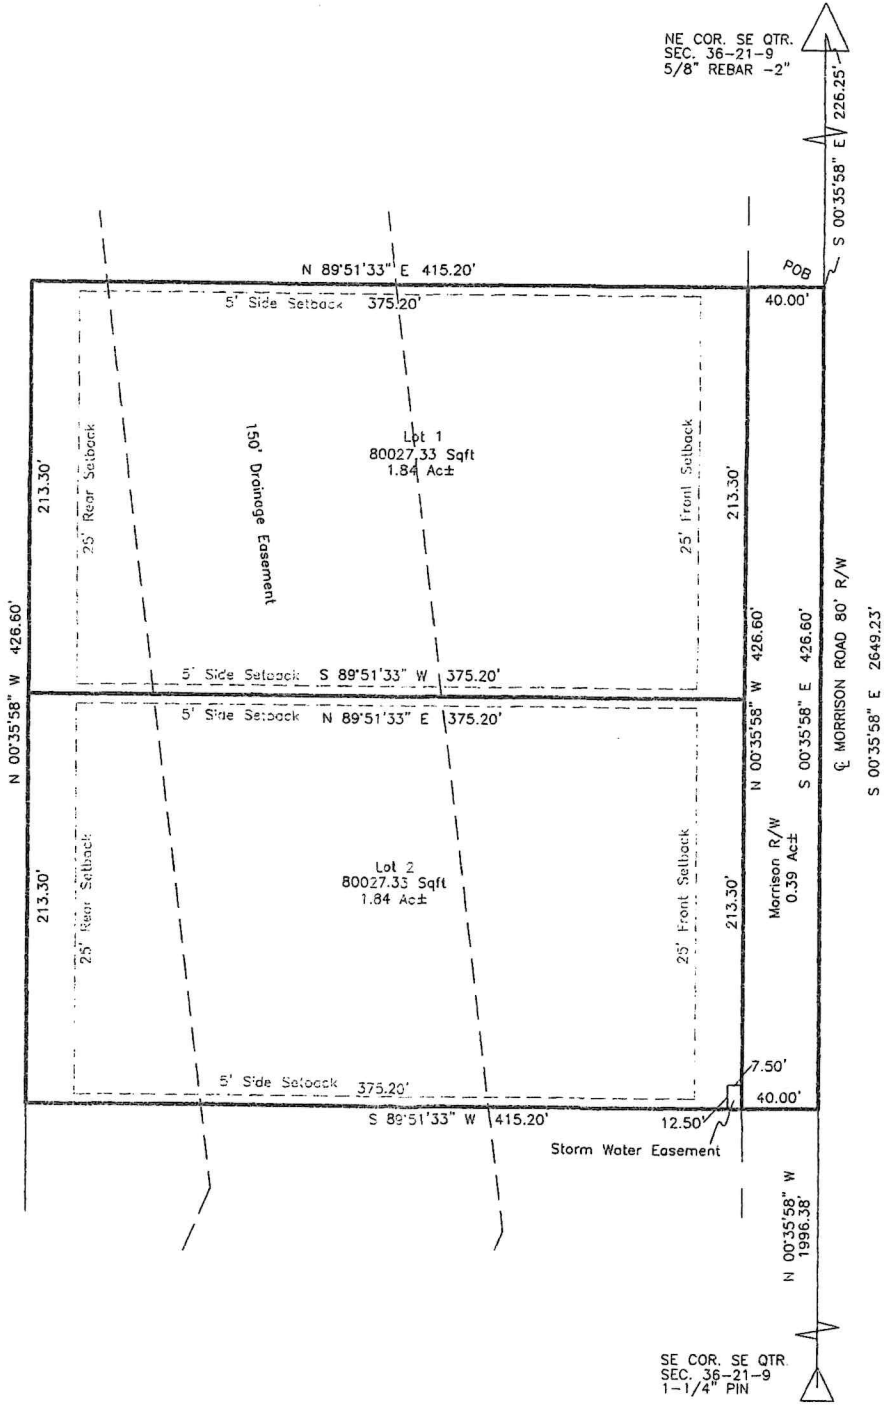 NE COR. SE QTR.
SEC. 36-21-9
5/8" REBAR -2"
S 00°35'58" E 226.25'
POB
N 89°51'33" E 415.20'
40.00'
5' Side Setback 375.20'
213.30'
25' Rear Setback
150' Drainage Easement
Lot 1
80027.33 Sqft
1.84 Ac±
25' Front Setback
213.30'
N 00°35'58" W 426.60'
5' Side Setback S 89°51'33" W 375.20'
5' Side Setback N 89°51'33" E 375.20'
N 00°35'58" W 426.60'
S 00°35'58" E 426.60'
℄ MORRISON ROAD 80' R/W
S 00°35'58" E 2649.23'
213.30'
25' Rear Setback
Lot 2
80027.33 Sqft
1.84 Ac±
25' Front Setback
213.30'
Morrison R/W
0.39 Ac±
5' Side Setback 375.20'
7.50'
40.00'
S 89°51'33" W 415.20'
12.50'
Storm Water Easement
N 00°35'58" W
1996.38'
SE COR. SE QTR.
SEC. 36-21-9
1-1/4" PIN